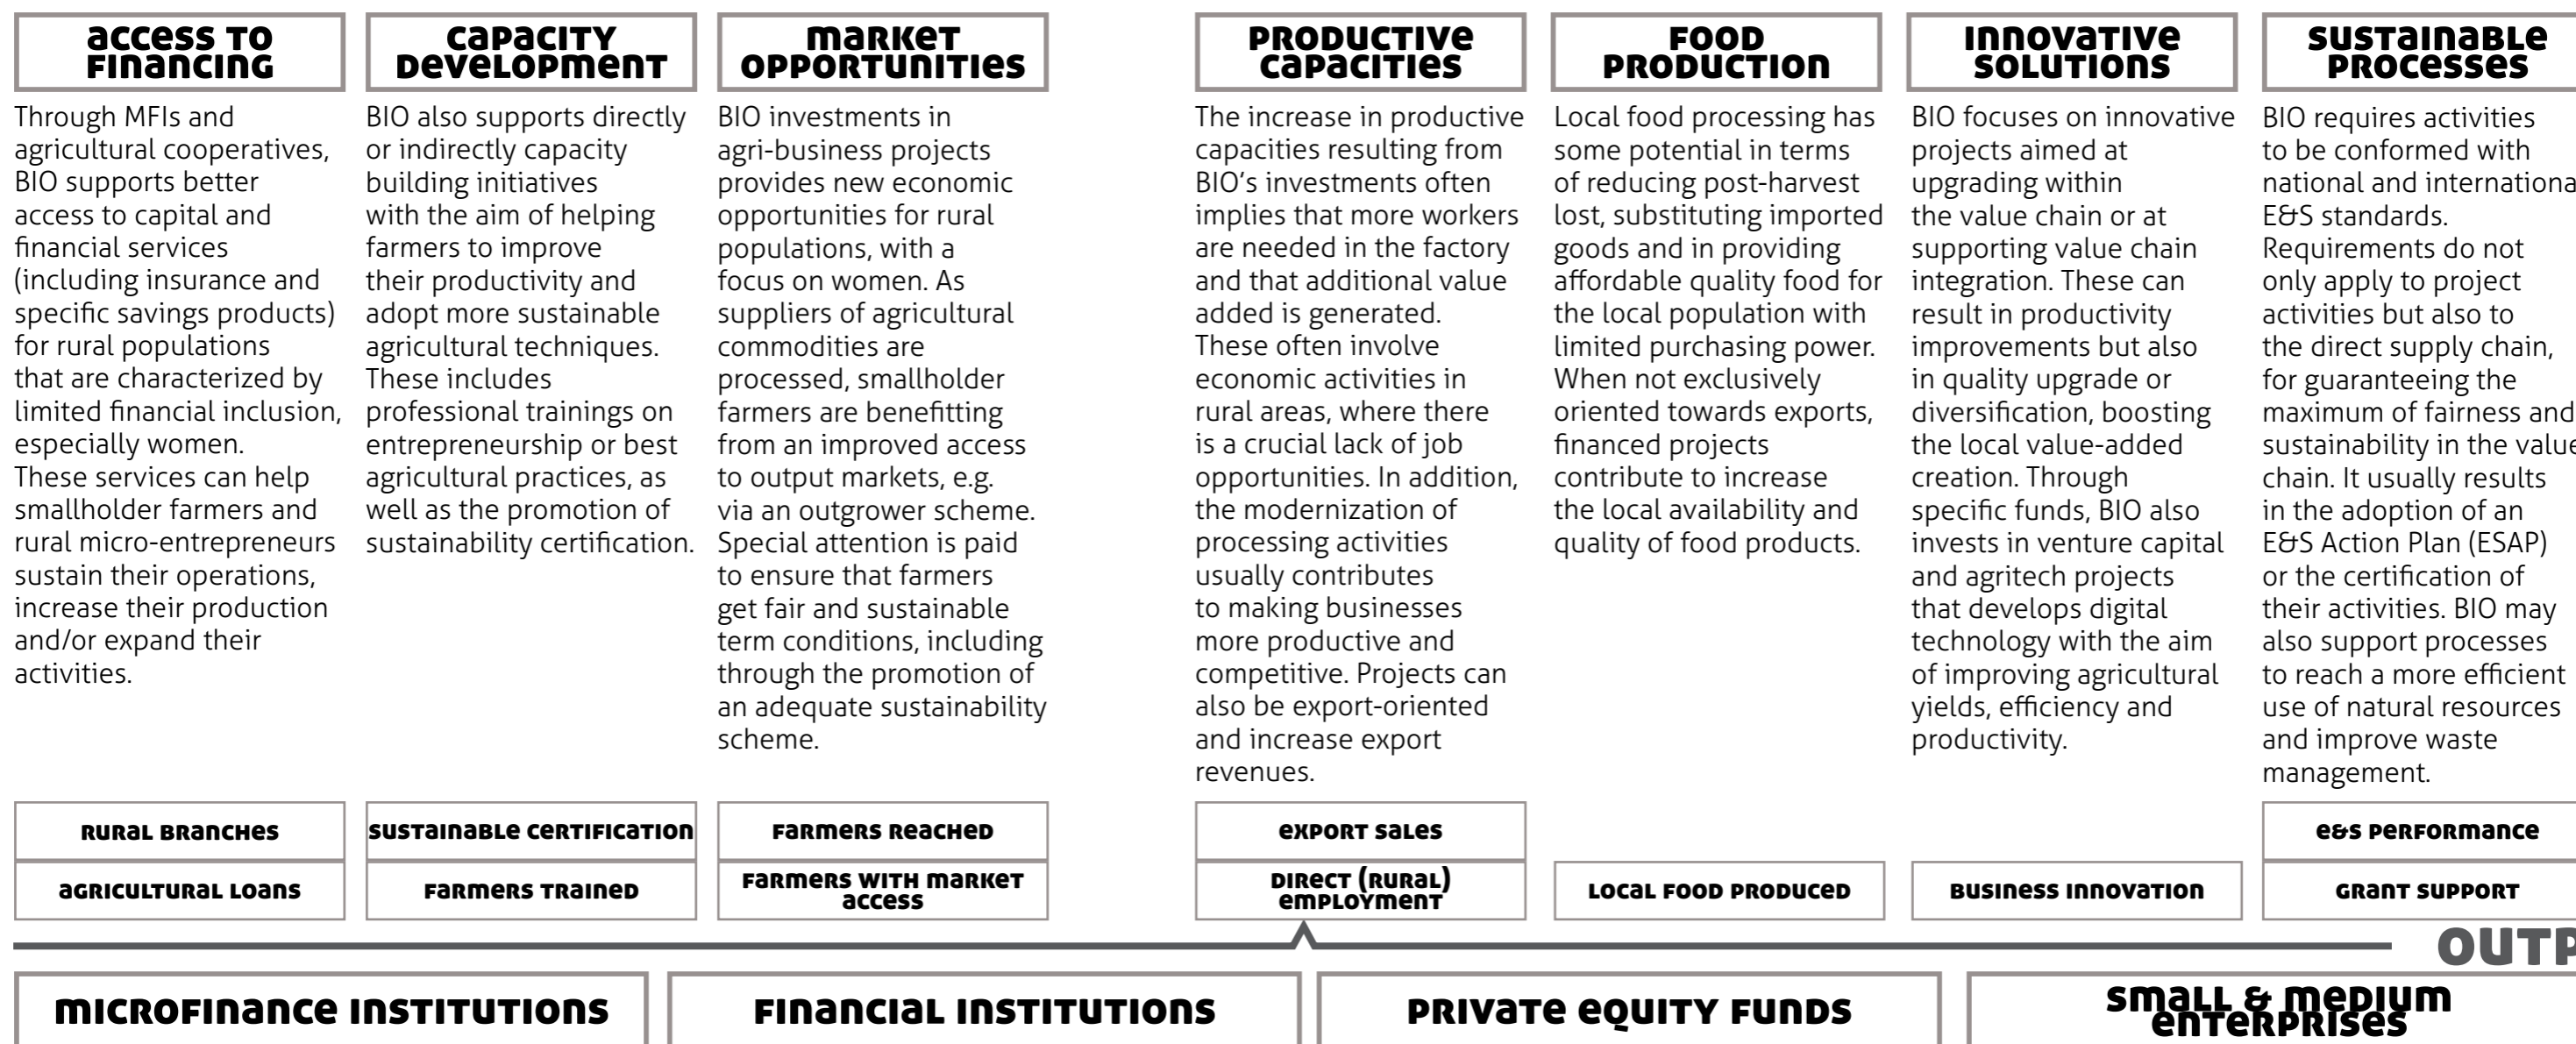 ACCESS TO
FINANCING
Through MFIs and
agricultural cooperatives,
BIO supports better
access to capital and
financial services
(including insurance and
specific savings products)
for rural populations
that are characterized by
limited financial inclusion,
especially women.
These services can help
smallholder farmers and
rural micro-entrepreneurs
sustain their operations,
increase their production
and/or expand their
activities.
RURAL BRANCHES
AGRICULTURAL LOANS
CAPACITY
DEVELOPMENT
BIO also supports directly
or indirectly capacity
building initiatives
with the aim of helping
farmers to improve
their productivity and
adopt more sustainable
agricultural techniques.
These includes
professional trainings on
entrepreneurship or best
agricultural practices, as
well as the promotion of
sustainability certification.
SUSTAINABLE CERTIFICATION
FARMERS TRAINED
MARKET
OPPORTUNITIES
BIO investments in
agri-business projects
provides new economic
opportunities for rural
populations, with a
focus on women. As
suppliers of agricultural
commodities are
processed, smallholder
farmers are benefitting
from an improved access
to output markets, e.g.
via an outgrower scheme.
Special attention is paid
to ensure that farmers
get fair and sustainable
term conditions, including
through the promotion of
an adequate sustainability
scheme.
FARMERS REACHED
FARMERS WITH MARKET
ACCESS
PRODUCTIVE
CAPACITIES
The increase in productive
capacities resulting from
BIO's investments often
implies that more workers
are needed in the factory
and that additional value
added is generated.
These often involve
economic activities in
rural areas, where there
is a crucial lack of job
opportunities. In addition,
the modernization of
processing activities
usually contributes
to making businesses
more productive and
competitive. Projects can
also be export-oriented
and increase export
revenues.
EXPORT SALES
DIRECT (RURAL)
EMPLOYMENT
FOOD
PRODUCTION
Local food processing has
some potential in terms
of reducing post-harvest
lost, substituting imported
goods and in providing
affordable quality food for
the local population with
limited purchasing power.
When not exclusively
oriented towards exports,
financed projects
contribute to increase
the local availability and
quality of food products.
LOCAL FOOD PRODUCED
INNOVATIVE
SOLUTIONS
BIO focuses on innovative
projects aimed at
upgrading within
the value chain or at
supporting value chain
integration. These can
result in productivity
improvements but also
in quality upgrade or
diversification, boosting
the local value-added
creation. Through
specific funds, BIO also
invests in venture capital
and agritech projects
that develops digital
technology with the aim
of improving agricultural
yields, efficiency and
productivity.
BUSINESS INNOVATION
SUSTAINABLE
PROCESSES
BIO requires activities
to be conformed with
national and internationa
E&S standards.
Requirements do not
only apply to project
activities but also to
the direct supply chain,
for guaranteeing the
maximum of fairness and
sustainability in the value
chain. It usually results
in the adoption of an
E&S Action Plan (ESAP)
or the certification of
their activities. BIO may
also support processes
to reach a more efficient
use of natural resources
and improve waste
management.
E&S PERFORMANCE
GRANT SUPPORT
OUTP
MICROFINANCE INSTITUTIONS
FINANCIAL INSTITUTIONS
PRIVATE EQUITY FUNDS
SMALL & MEDIUM
ENTERPRISES